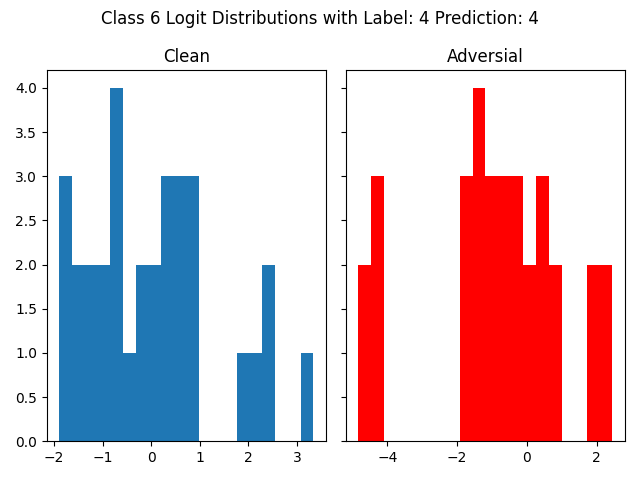 Class 6 Logit Distributions with Label: 4 Prediction: 4
Clean
Adversial
4.0
3.5
3.0
2.5
2.0
1.5
1.0
0.5
0.0
−2 −1 0 1 2 3
−4 −2 0 2